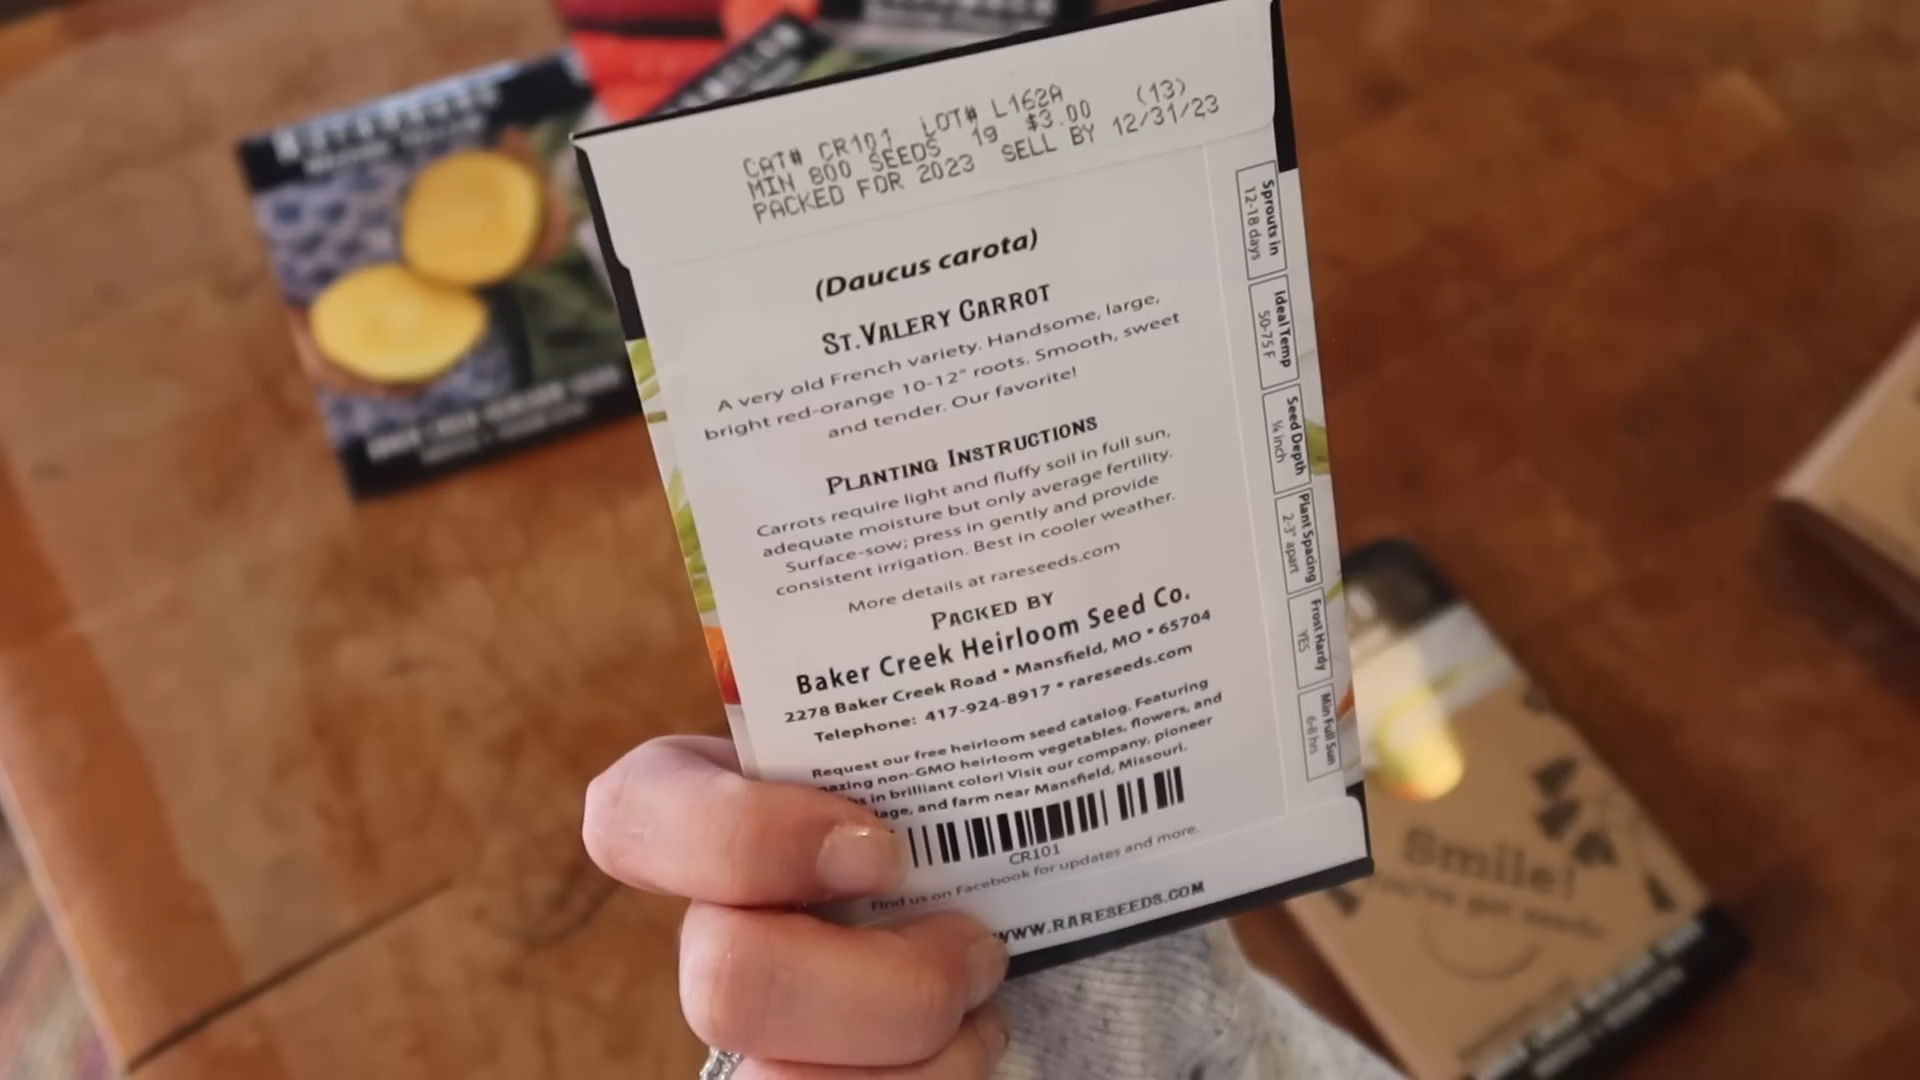 CAT# CR101 LOT# L162A (13)
MIN 800 SEEDS 1g $3.00
PACKED FOR 2023 SELL BY 12/31/23
(Daucus carota)
ST. VALERY CARROT
A very old French variety. Handsome, large,
bright red-orange 10-12" roots. Smooth, sweet
and tender. Our favorite!
PLANTING INSTRUCTIONS
Carrots require light and fluffy soil in full sun,
adequate moisture but only average fertility.
Surface-sow; press in gently and provide
consistent irrigation. Best in cooler weather.
More details at rareseeds.com
PACKED BY
Baker Creek Heirloom Seed Co.
2278 Baker Creek Road • Mansfield, MO • 65704
Telephone: 417-924-8917 • rareseeds.com
Request our free heirloom seed catalog. Featuring
non-GMO heirloom vegetables, flowers, and
in brilliant color! Visit our company, pioneer
and farm near Mansfield, Missouri.
CR101
Find us on Facebook for updates and more.
WWW.RARESEEDS.COM
Sprouts in
12-18 days
Ideal Temp
50-75 F
Seed Depth
¼ inch
Plant Spacing
2-3" apart
Frost Hardy
YES
Min Full Sun
6-8 hrs
Smile!
You've got seeds.